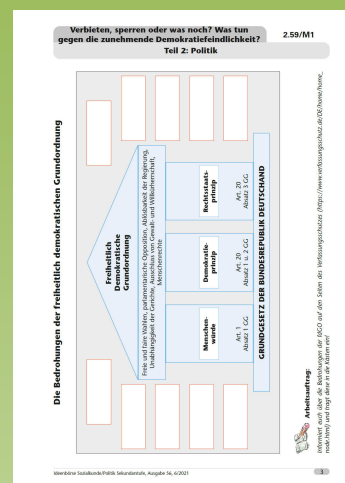 Verbieten, sperren oder was noch? Was tun
gegen die zunehmende Demokratiefeindlichkeit?
2.59/M1
Teil 2: Politik
Die Bedrohungen der freiheitlich demokratischen Grundordnung
Freiheitlich
Demokratische
Grundordnung
Freie und faire Wahlen, parlamentarische Opposition, Ablösbarkeit der Regierung,
Unabhängigkeit der Gerichte, Ausschluss von Gewalt- und Willkürherrschaft,
Menschenrechte
Menschen-
würde
Art. 1
Absatz 1 GG
Demokratie-
prinzip
Art. 20
Absatz 1 u. 2 GG
Rechtsstaats-
prinzip
Art. 20
Absatz 3 GG
GRUNDGESETZ DER BUNDESREPUBLIK DEUTSCHLAND
Arbeitsauftrag:
Informiert euch über die Bedrohungen der fdGO auf den Seiten des Verfassungsschutzes (https://www.verfassungsschutz.de/DE/home/home_
node.html) und tragt diese in die Kästen ein!
Ideenbörse Sozialkunde/Politik Sekundarstufe, Ausgabe 56, 6/2021
3